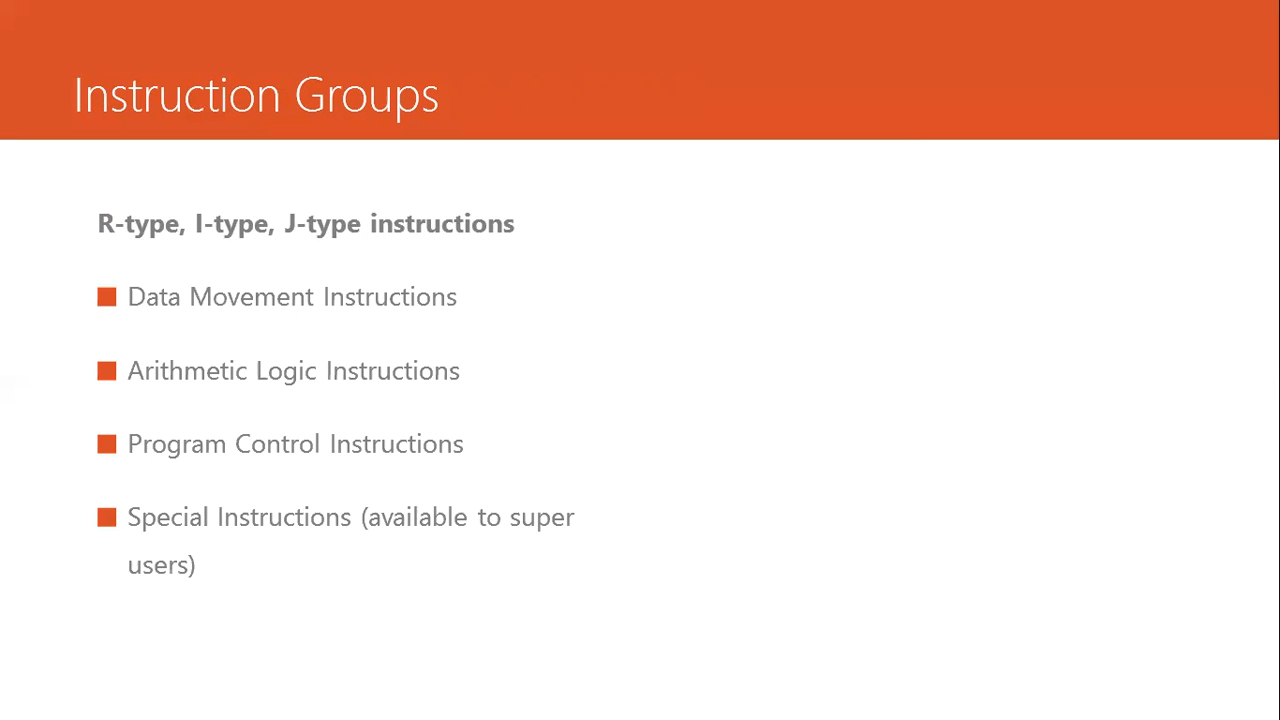 Instruction Groups
R-type, I-type, J-type instructions
Data Movement Instructions
Arithmetic Logic Instructions
Program Control Instructions
Special Instructions (available to super
users)